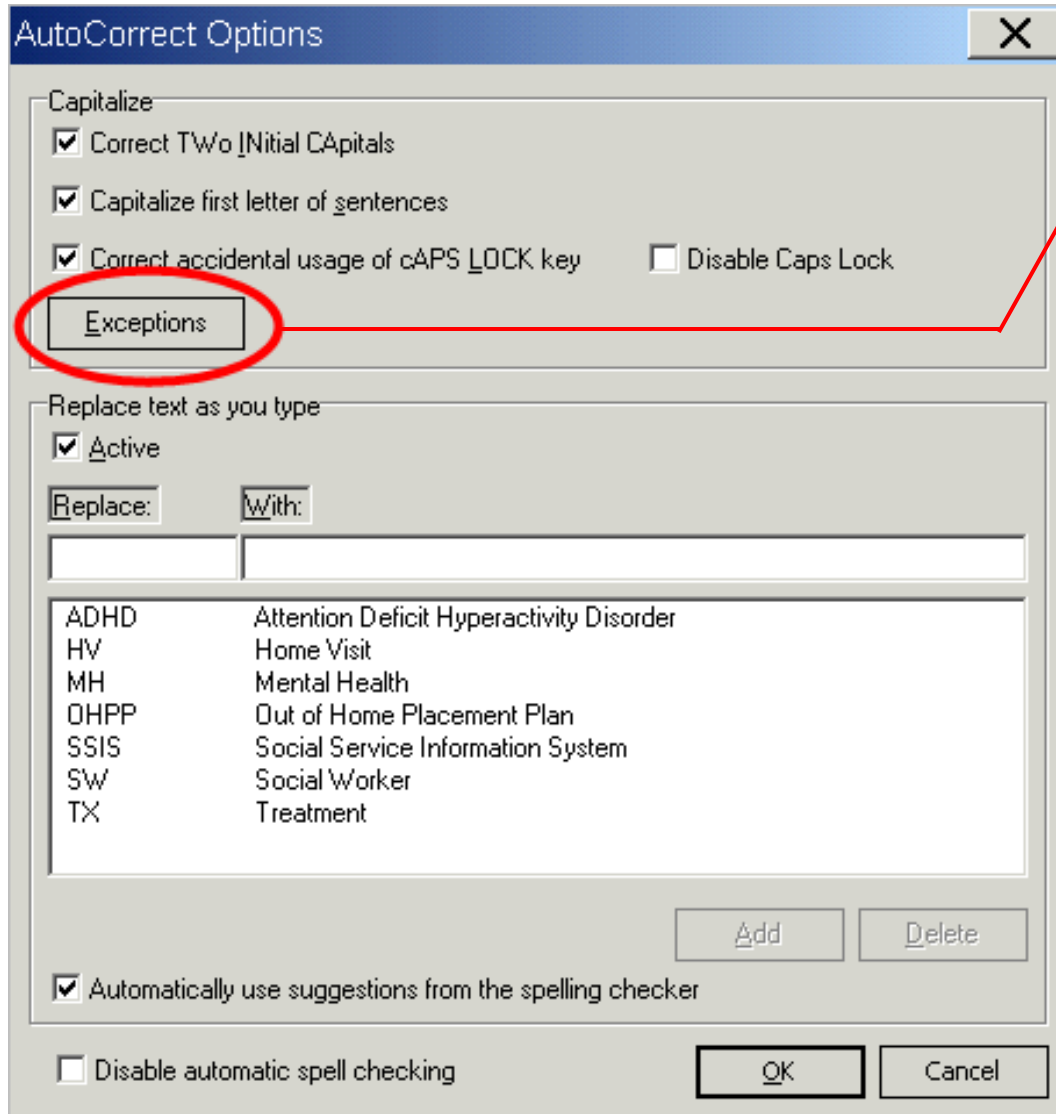 AutoCorrect Options
Capitalize
Correct TWo INitial CApitals
Capitalize first letter of sentences
Correct accidental usage of cAPS LOCK key Disable Caps Lock
Exceptions
Replace text as you type
Active
Replace: With:
ADHD Attention Deficit Hyperactivity Disorder
HV Home Visit
MH Mental Health
OHPP Out of Home Placement Plan
SSIS Social Service Information System
SW Social Worker
TX Treatment
Add Delete
Automatically use suggestions from the spelling checker
Disable automatic spell checking OK Cancel